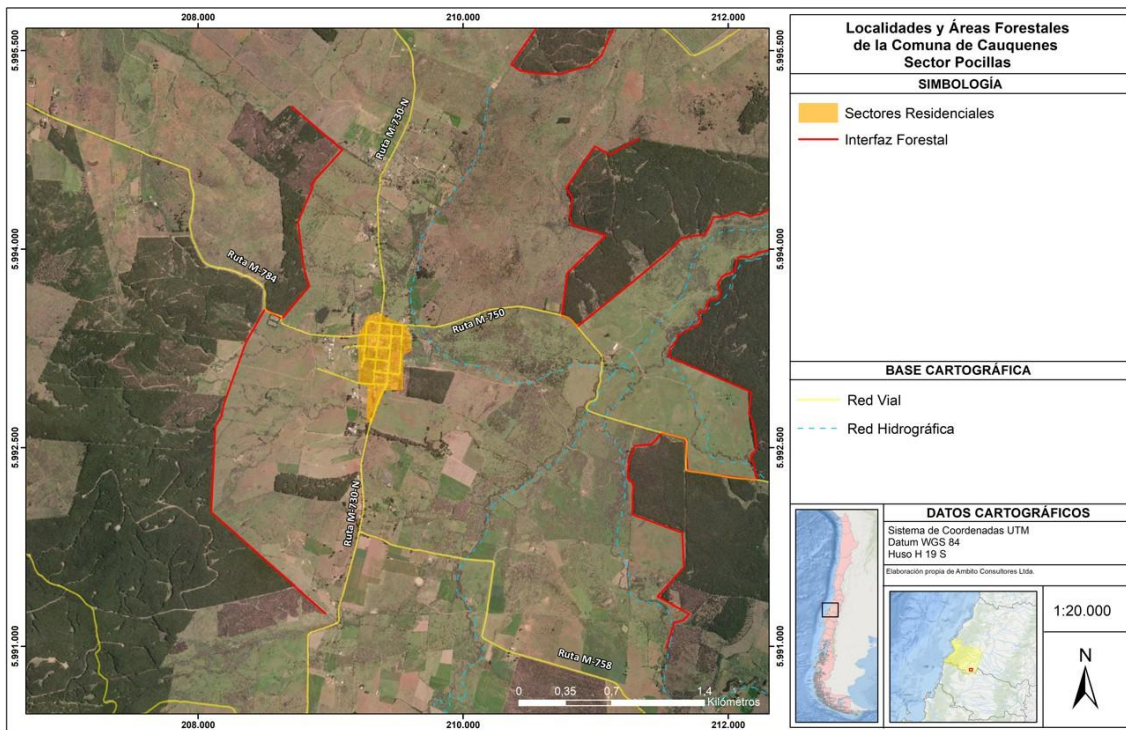 208.000
210.000
212.000
5.995.500
5.995.500
5.994.000
5.994.000
5.992.500
5.992.500
5.991.000
5.991.000
Ruta M-730-N
Ruta M-784
Ruta M-750
Ruta M-730-N
Ruta M-758
0 0,35 0,7 1,4
Kilómetros
208.000
210.000
212.000
Localidades y Áreas Forestales
de la Comuna de Cauquenes
Sector Pocillas
SIMBOLOGÍA
Sectores Residenciales
Interfaz Forestal
BASE CARTOGRÁFICA
Red Vial
Red Hidrográfica
DATOS CARTOGRÁFICOS
Sistema de Coordenadas UTM
Datum WGS 84
Huso H 19 S
Elaboración propia de Ambito Consultores Ltda.
1:20.000
N